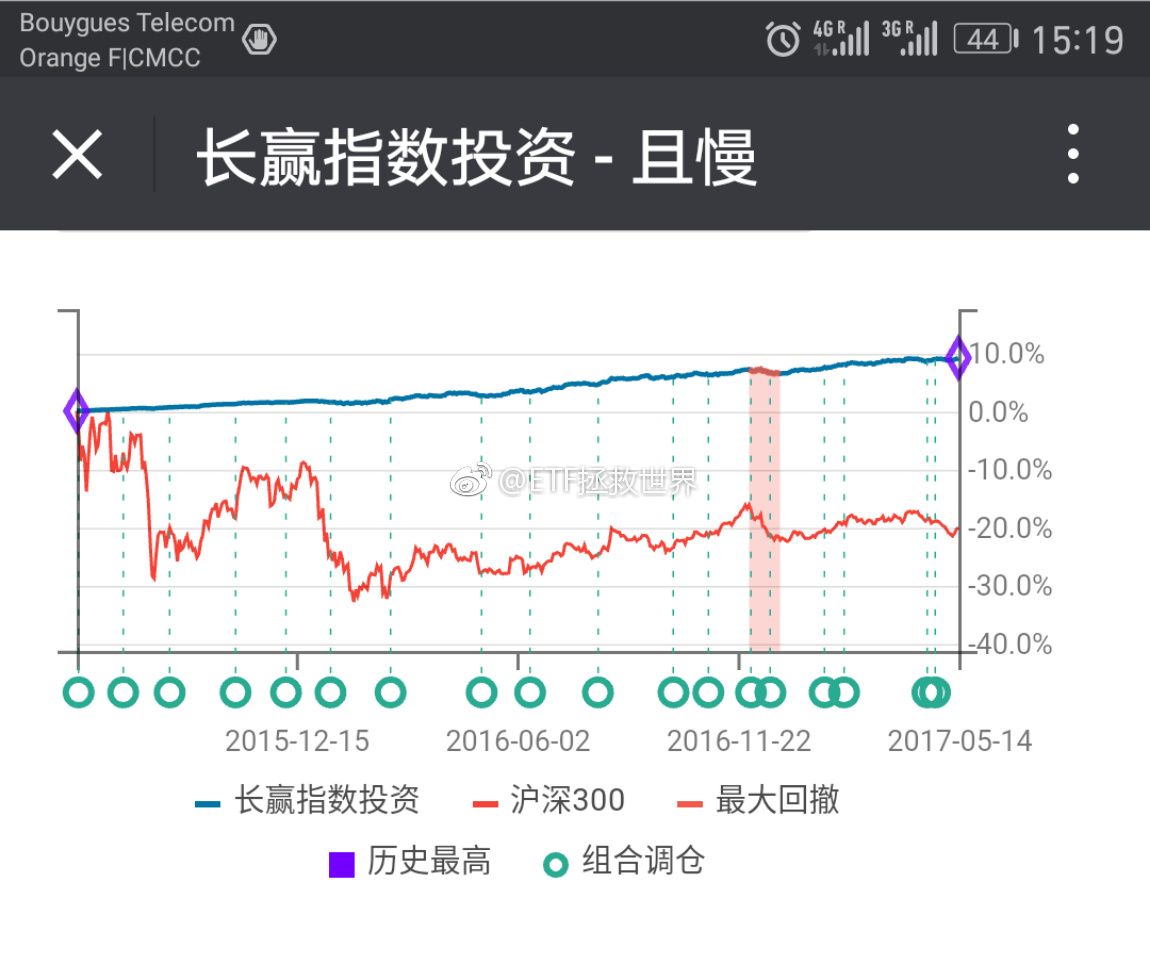 Bouygues Telecom
Orange F|CMCC
4G R 3G R 44 15:19
长赢指数投资 - 且慢
10.0%
0.0%
-10.0%
@ETF拯救世界
-20.0%
-30.0%
-40.0%
2015-12-15 2016-06-02 2016-11-22 2017-05-14
长赢指数投资 沪深300 最大回撤
历史最高 组合调仓